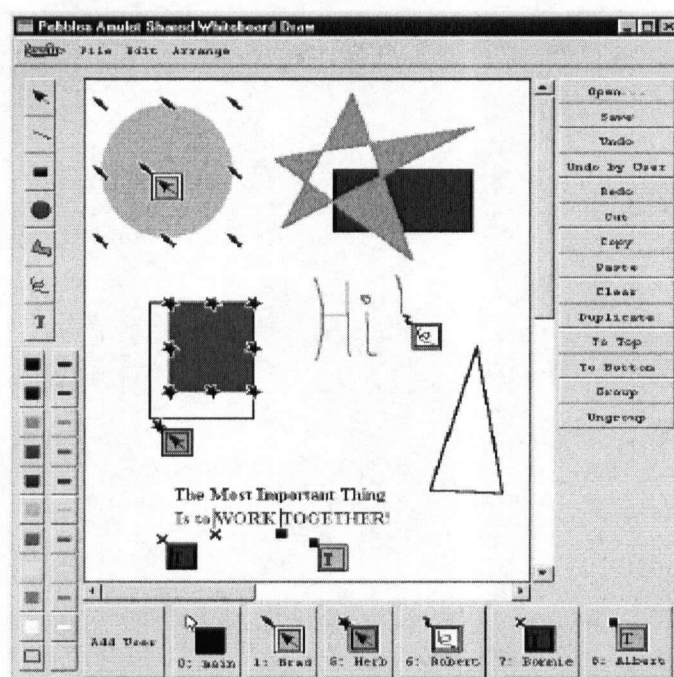 Pebbles Amulet Shared Whiteboard Draw
File Edit Arrange
Open...
Save
Undo
Undo by User
Redo
Cut
Copy
Paste
Clear
Duplicate
To Top
To Bottom
Group
Ungroup
Hi
T
The Most Important Thing
Is to WORK TOGETHER!
T
T
Add User
0: main
1: Brad
5: Herb
6: Robert
T
7: Bonnie
T
8: Albert